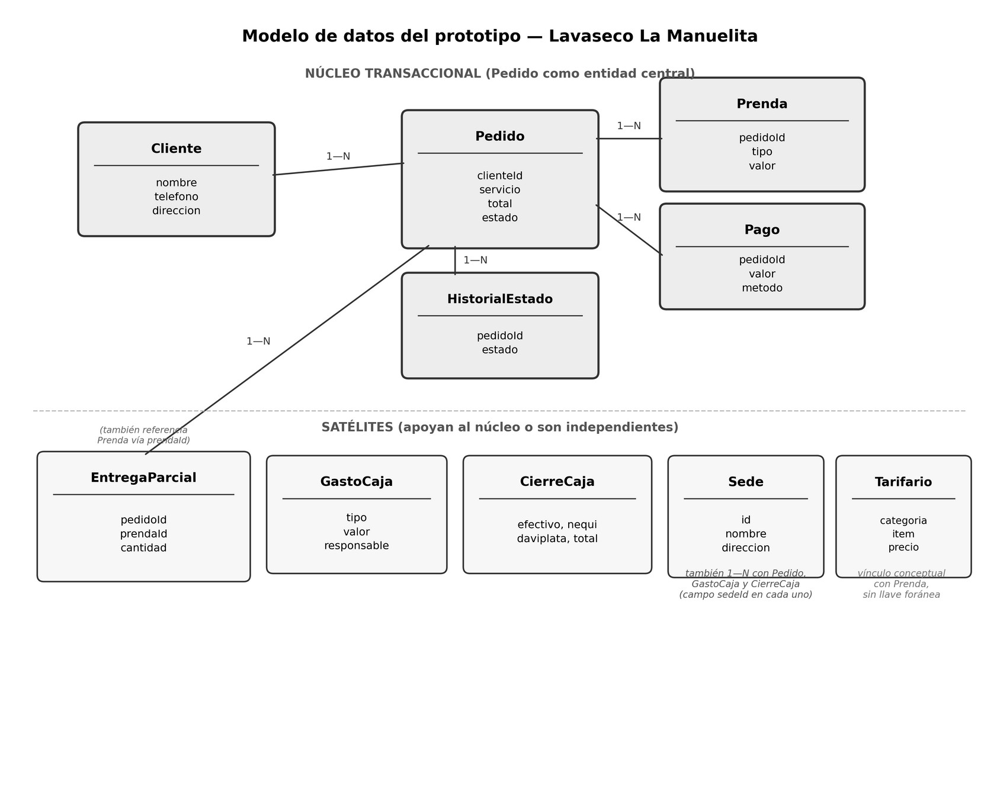 Modelo de datos del prototipo — Lavaseco La Manuelita
NÚCLEO TRANSACCIONAL (Pedido como entidad central)
Cliente
nombre
telefono
direccion
1—N
Pedido
clienteId
servicio
total
estado
1—N
Prenda
pedidoId
tipo
valor
1—N
Pago
pedidoId
valor
metodo
1—N
HistorialEstado
pedidoId
estado
1—N
SATÉLITES (apoyan al núcleo o son independientes)
(también referencia
Prenda vía prendaId)
EntregaParcial
pedidoId
prendaId
cantidad
GastoCaja
tipo
valor
responsable
CierreCaja
efectivo, nequi
daviplata, total
Sede
id
nombre
direccion
también 1—N con Pedido,
GastoCaja y CierreCaja
(campo sedeId en cada uno)
Tarifario
categoria
item
precio
vínculo conceptual
con Prenda,
sin llave foránea